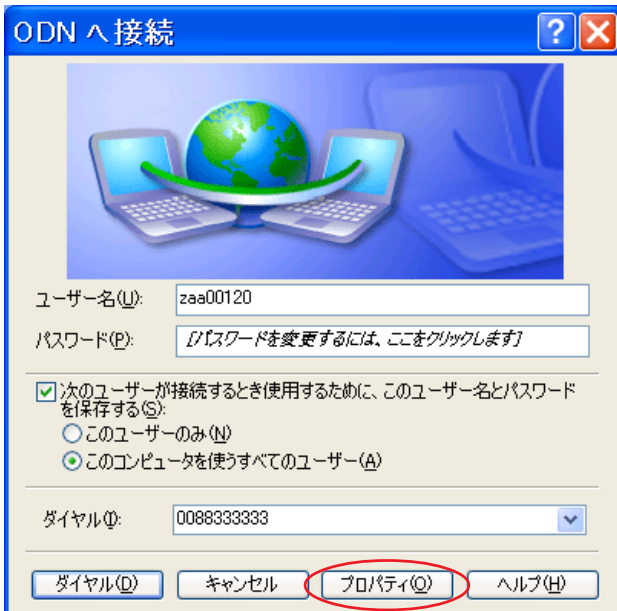 ODN へ接続
ユーザー名(U):
zaa00120
パスワード(P):
[パスワードを変更するには、ここをクリックします]
次のユーザーが接続するとき使用するために、このユーザー名とパスワード
を保存する(S):
このユーザーのみ(N)
このコンピュータを使うすべてのユーザー(A)
ダイヤル(I):
0088333333
ダイヤル(D)
キャンセル
プロパティ(O)
ヘルプ(H)